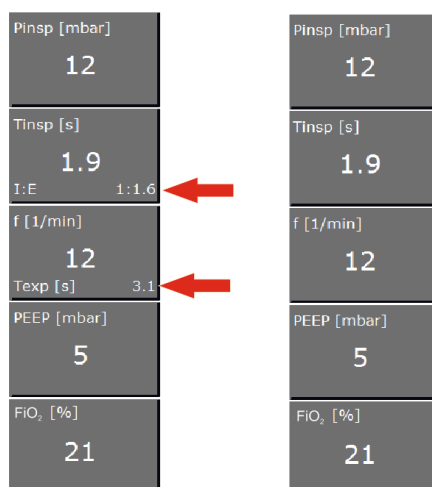 Pinsp [mbar]
12
Tinsp [s]
1.9
I:E 1:1.6
f [1/min]
12
Texp [s] 3.1
PEEP [mbar]
5
FiO₂ [%]
21
Pinsp [mbar]
12
Tinsp [s]
1.9
f [1/min]
12
PEEP [mbar]
5
FiO₂ [%]
21